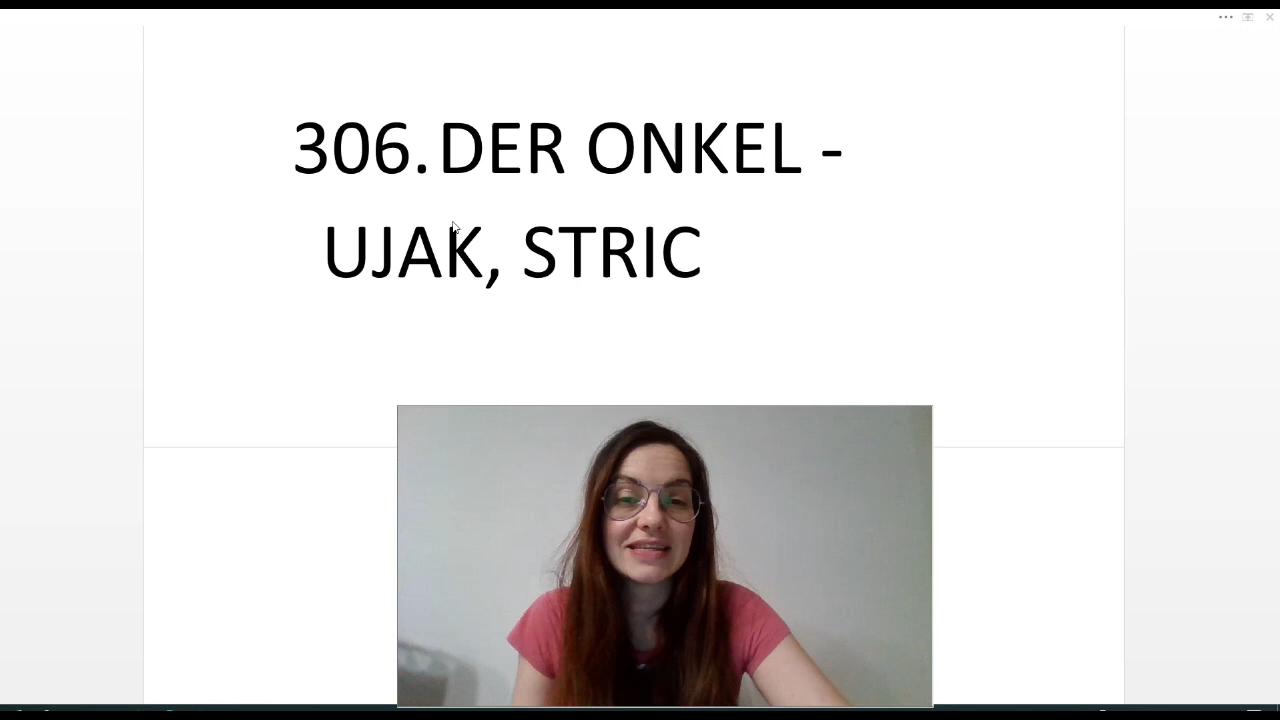 306. DER ONKEL -
UJAK, STRIC